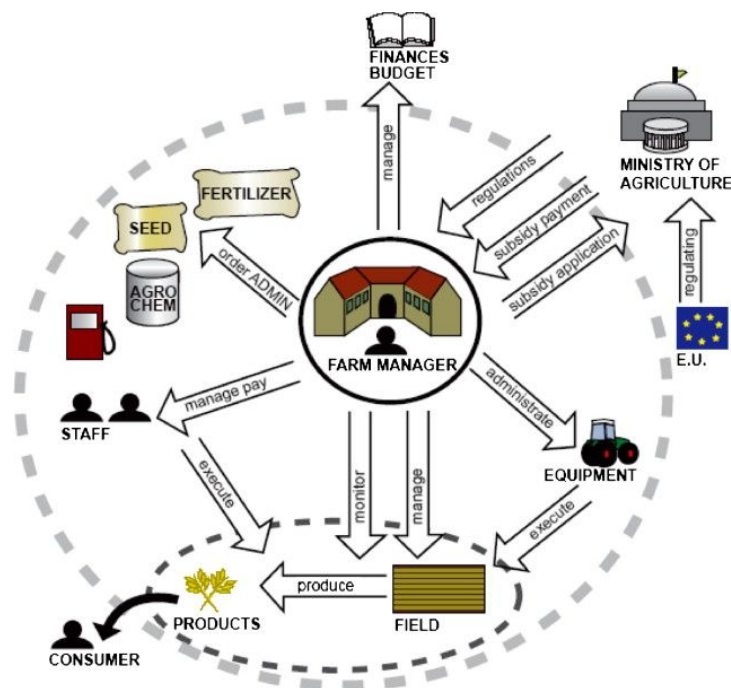 FINANCES
BUDGET
manage
MINISTRY OF
AGRICULTURE
regulations
subsidy payment
subsidy application
regulating
E.U.
FERTILIZER
SEED
AGRO
CHEM
order ADMIN
FARM MANAGER
manage pay
STAFF
administrate
EQUIPMENT
execute
monitor
manage
execute
produce
PRODUCTS
FIELD
CONSUMER